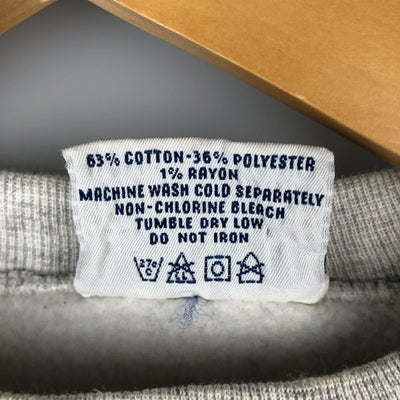 63% COTTON-36% POLYESTER
1% RAYON
MACHINE WASH COLD SEPARATELY
NON-CHLORINE BLEACH
TUMBLE DRY LOW
DO NOT IRON
27C